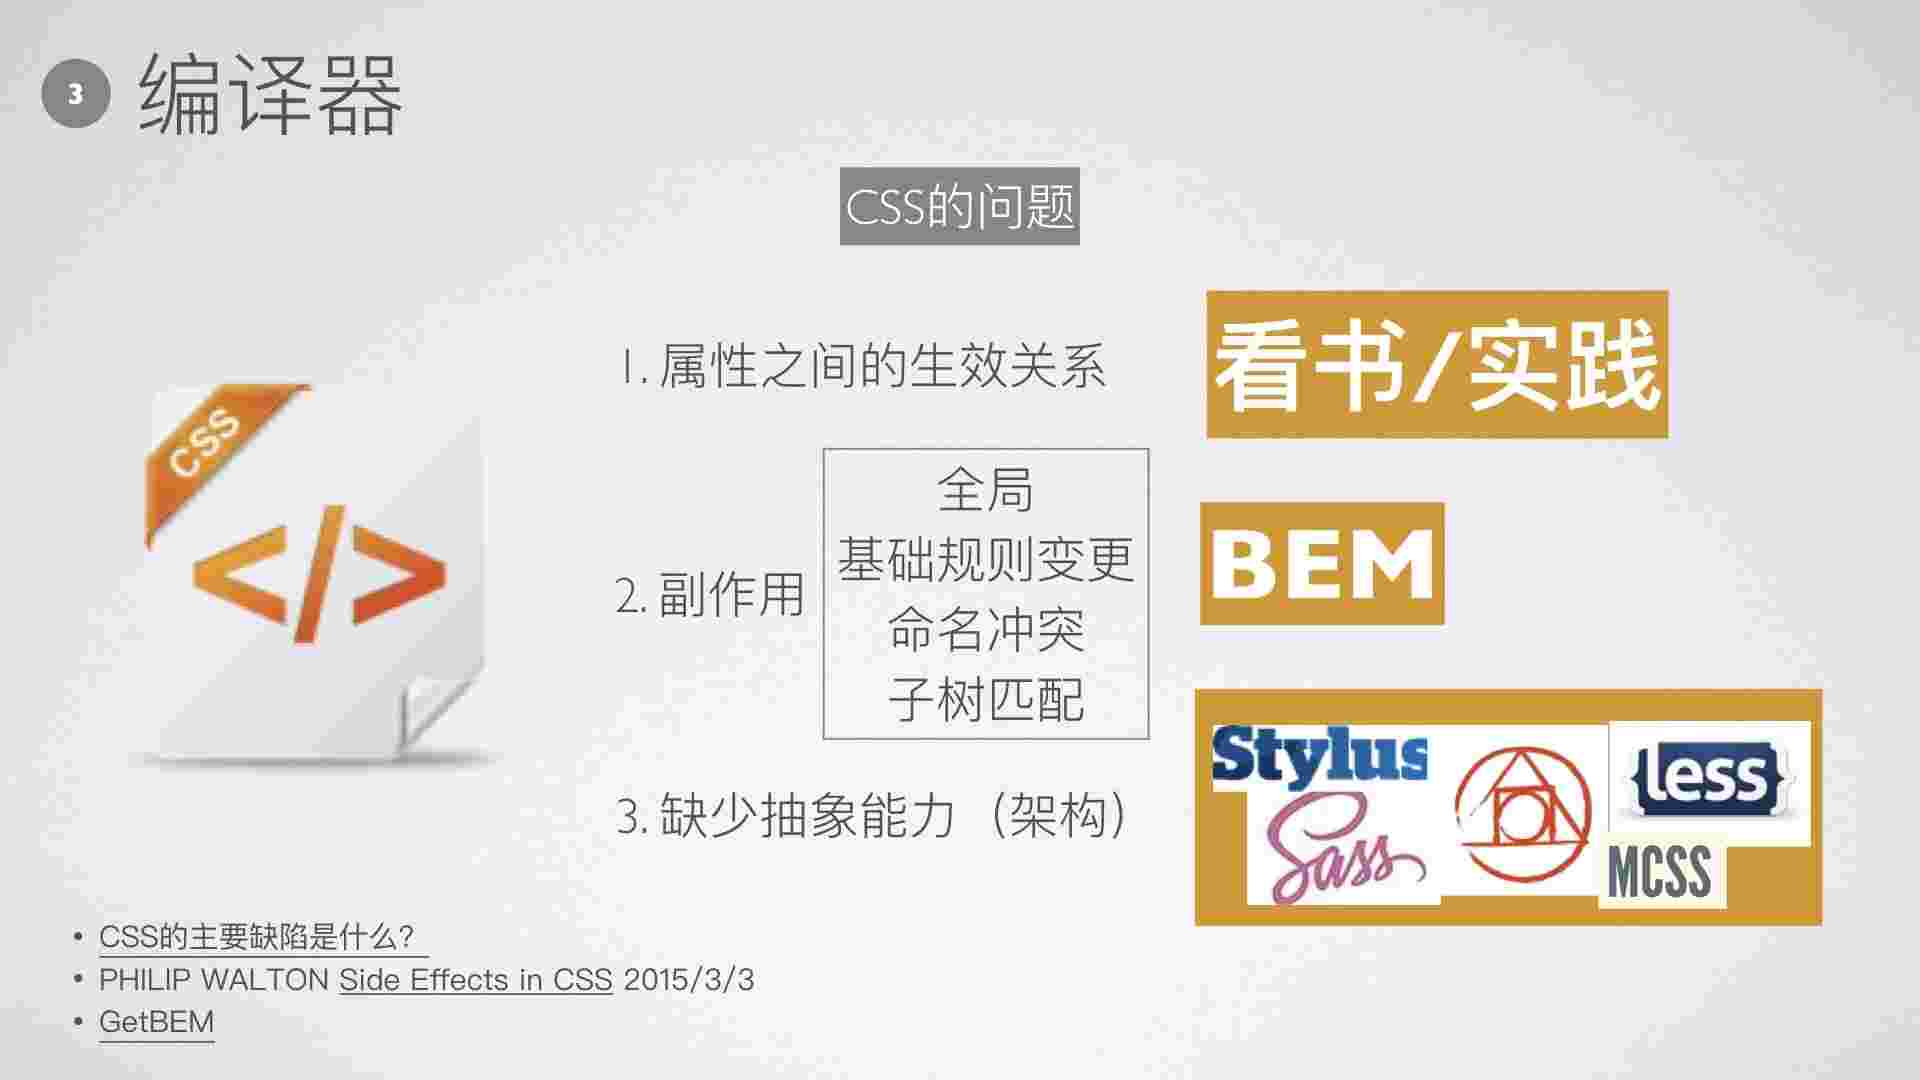 3 编译器
CSS的问题
1. 属性之间的生效关系
看书/实践
CSS
</>
2. 副作用
全局
基础规则变更
命名冲突
子树匹配
BEM
3. 缺少抽象能力（架构）
Stylus
less
Sass
MCSS
• CSS的主要缺陷是什么？
• PHILIP WALTON Side Effects in CSS 2015/3/3
• GetBEM